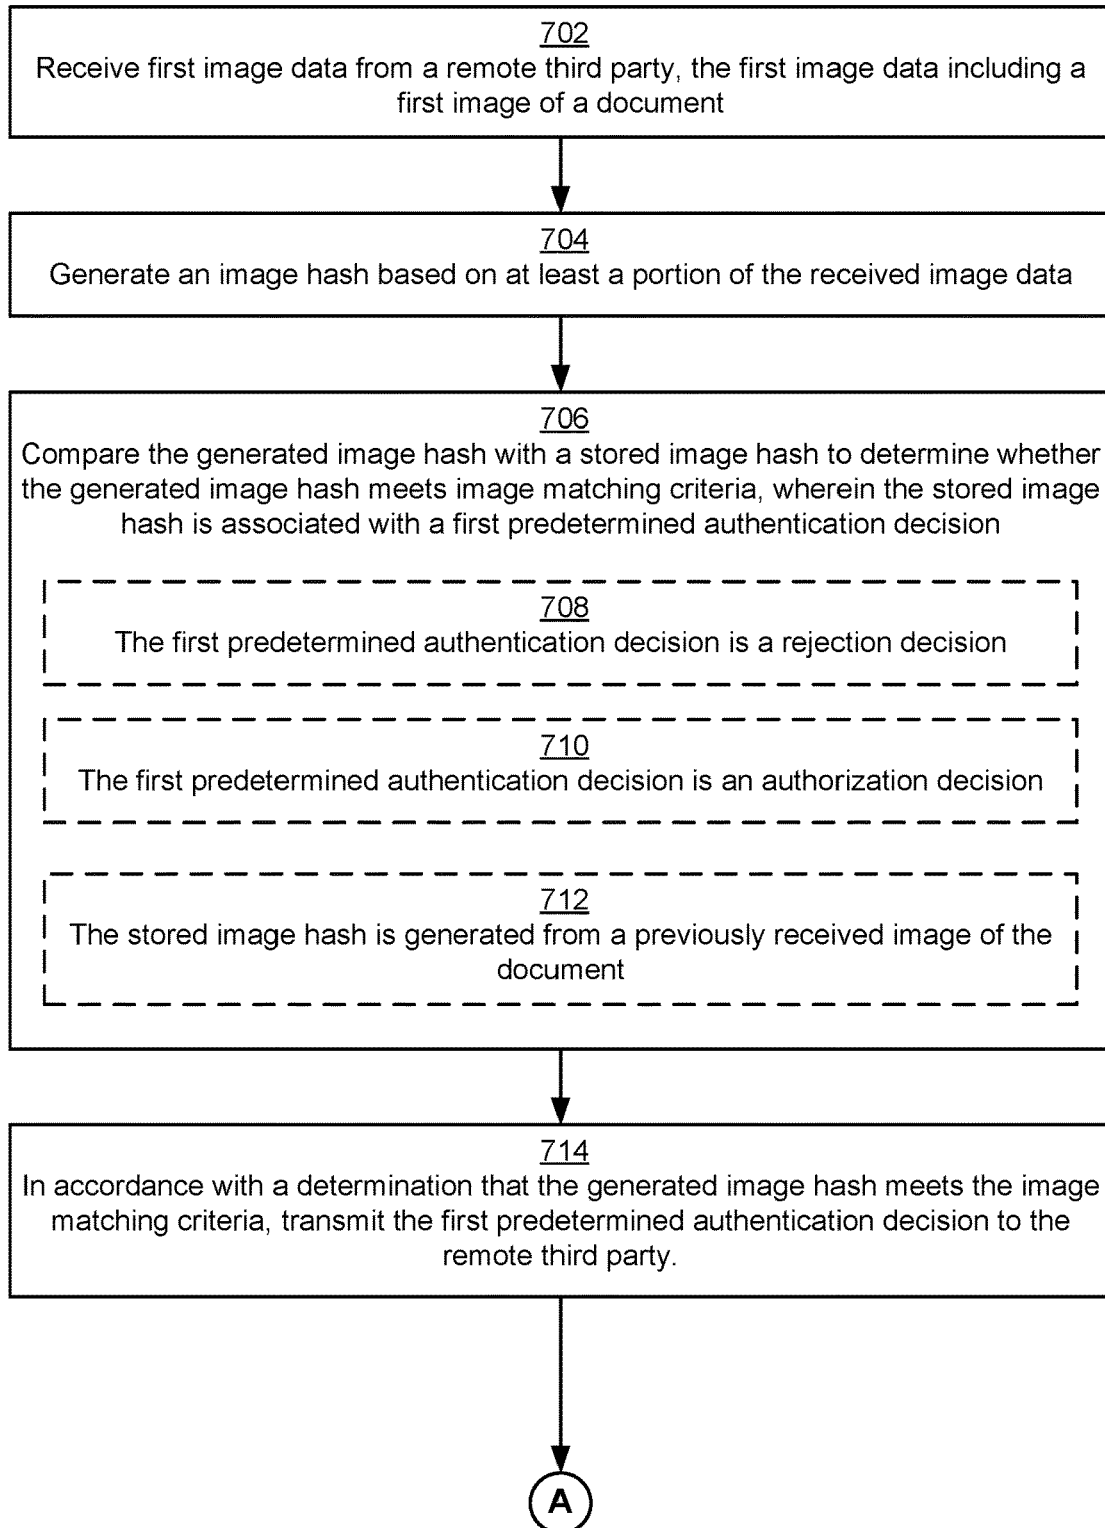 702
Receive first image data from a remote third party, the first image data including a
first image of a document
704
Generate an image hash based on at least a portion of the received image data
706
Compare the generated image hash with a stored image hash to determine whether
the generated image hash meets image matching criteria, wherein the stored image
hash is associated with a first predetermined authentication decision
708
The first predetermined authentication decision is a rejection decision
710
The first predetermined authentication decision is an authorization decision
712
The stored image hash is generated from a previously received image of the
document
714
In accordance with a determination that the generated image hash meets the image
matching criteria, transmit the first predetermined authentication decision to the
remote third party.
A